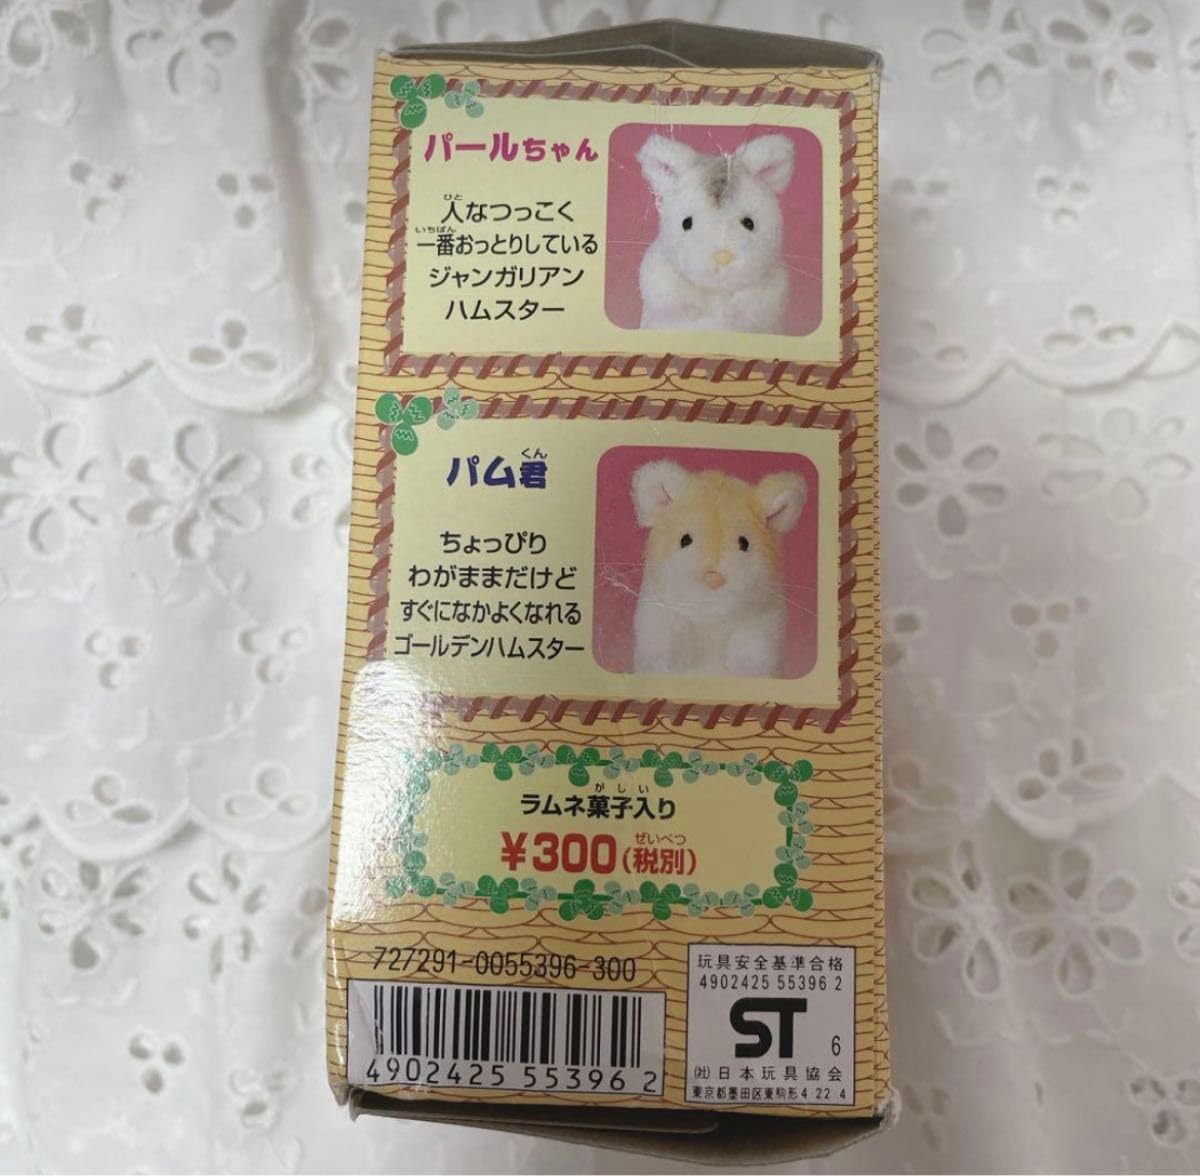 パールちゃん
人なつっこく
一番おっとりしている
ジャンガリアン
ハムスター
パム君
ちょっぴり
わがままだけど
すぐになかよくなれる
ゴールデンハムスター
ラムネ菓子入り
¥300(税別)
727291-0055396-300
4902425 55396 2
玩具安全基準合格
4902425 55396 2
ST 6
(社)日本玩具協会
東京都墨田区東駒形4 22 4